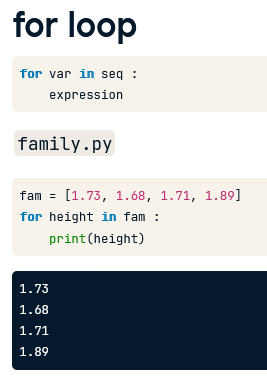 for loop
for var in seq :
    expression
family.py
fam = [1.73, 1.68, 1.71, 1.89]
for height in fam :
    print(height)
1.73
1.68
1.71
1.89